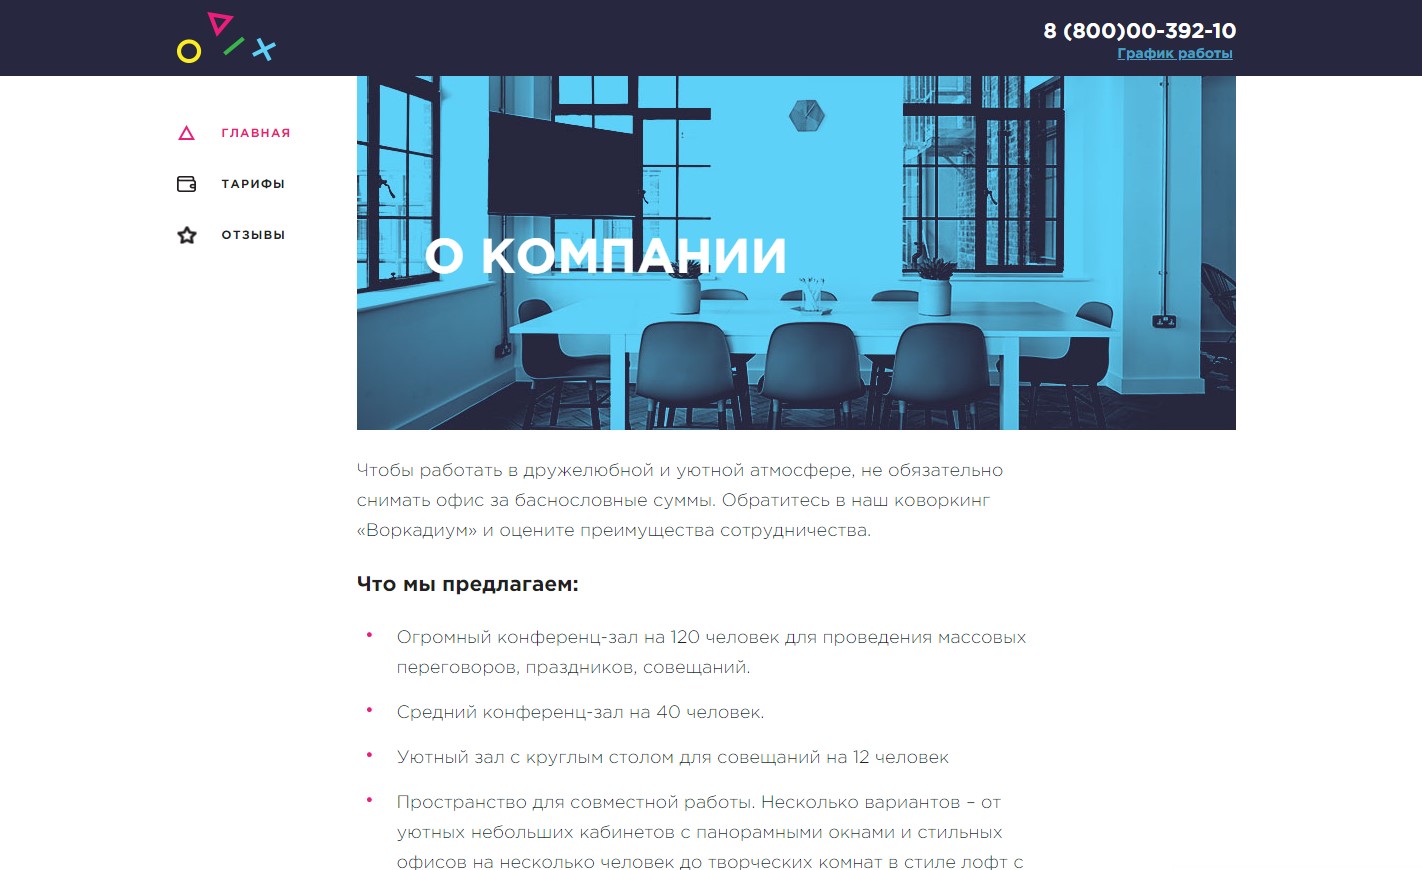 8 (800)00-392-10
График работы
ГЛАВНАЯ
ТАРИФЫ
ОТЗЫВЫ
О КОМПАНИИ
Чтобы работать в дружелюбной и уютной атмосфере, не обязательно
снимать офис за баснословные суммы. Обратитесь в наш коворкинг
«Воркадиум» и оцените преимущества сотрудничества.
Что мы предлагаем:
• Огромный конференц-зал на 120 человек для проведения массовых
переговоров, праздников, совещаний.
• Средний конференц-зал на 40 человек.
• Уютный зал с круглым столом для совещаний на 12 человек
• Пространство для совместной работы. Несколько вариантов – от
уютных небольших кабинетов с панорамными окнами и стильных
офисов на несколько человек до творческих комнат в стиле лофт с